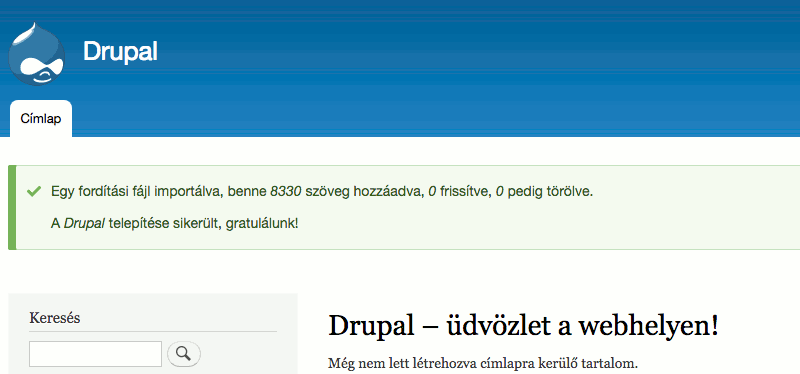 Drupal
Címlap
Egy fordítási fájl importálva, benne 8330 szöveg hozzáadva, 0 frissítve, 0 pedig törölve.
A Drupal telepítése sikerült, gratulálunk!
Keresés
Drupal – üdvözlet a webhelyen!
Még nem lett létrehozva címlapra kerülő tartalom.